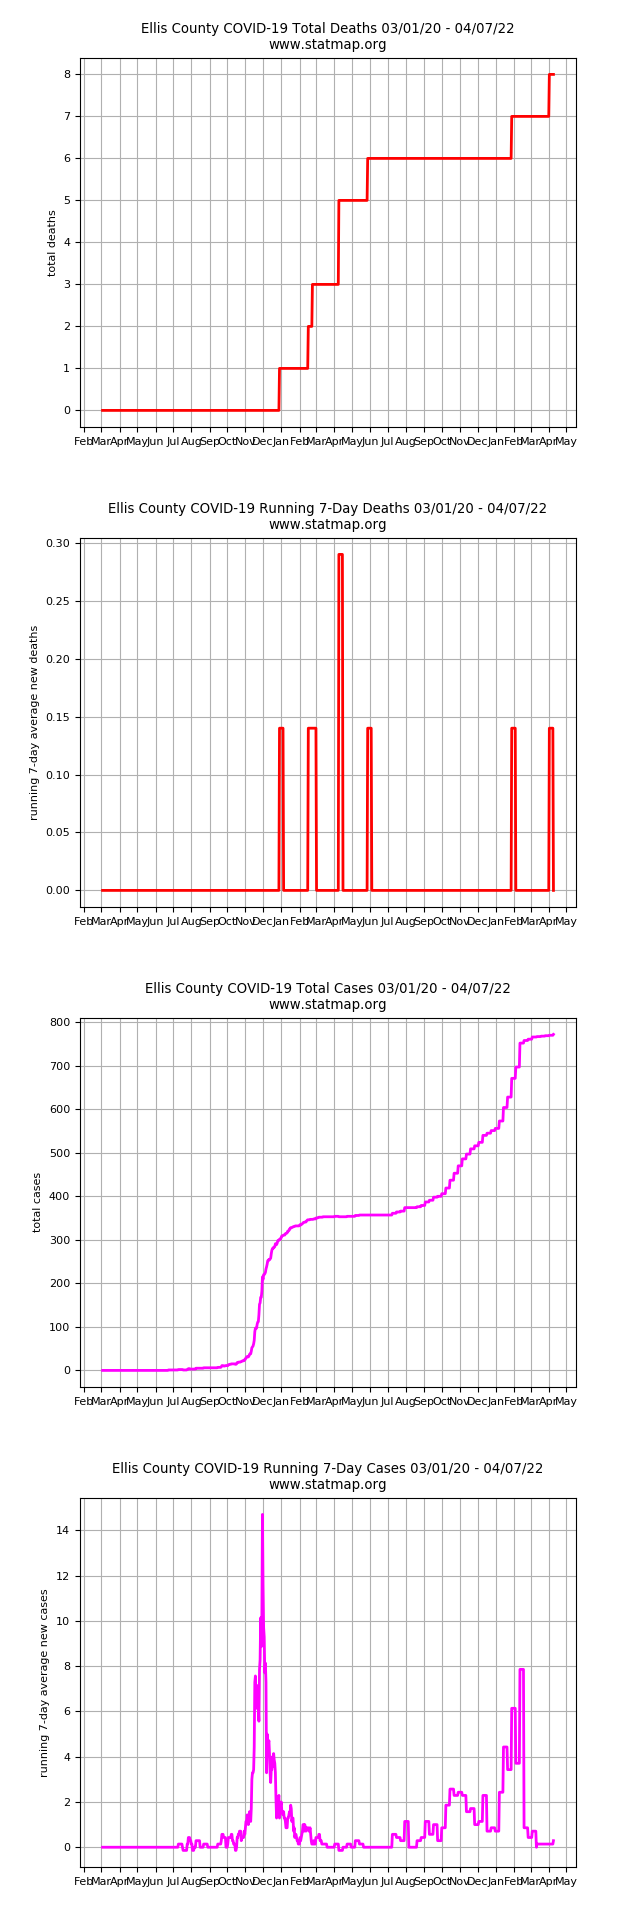 Ellis County COVID-19 Total Deaths 03/01/20 - 04/07/22
www.statmap.org
8
7
6
5
4
3
2
1
0
total deaths
Feb Mar Apr May Jun Jul Aug Sep Oct Nov Dec Jan Feb Mar Apr May Jun Jul Aug Sep Oct Nov Dec Jan Feb Mar Apr May
Ellis County COVID-19 Running 7-Day Deaths 03/01/20 - 04/07/22
www.statmap.org
0.30
0.25
0.20
0.15
0.10
0.05
0.00
running 7-day average new deaths
Feb Mar Apr May Jun Jul Aug Sep Oct Nov Dec Jan Feb Mar Apr May Jun Jul Aug Sep Oct Nov Dec Jan Feb Mar Apr May
Ellis County COVID-19 Total Cases 03/01/20 - 04/07/22
www.statmap.org
800
700
600
500
400
300
200
100
0
total cases
Feb Mar Apr May Jun Jul Aug Sep Oct Nov Dec Jan Feb Mar Apr May Jun Jul Aug Sep Oct Nov Dec Jan Feb Mar Apr May
Ellis County COVID-19 Running 7-Day Cases 03/01/20 - 04/07/22
www.statmap.org
14
12
10
8
6
4
2
0
running 7-day average new cases
Feb Mar Apr May Jun Jul Aug Sep Oct Nov Dec Jan Feb Mar Apr May Jun Jul Aug Sep Oct Nov Dec Jan Feb Mar Apr May